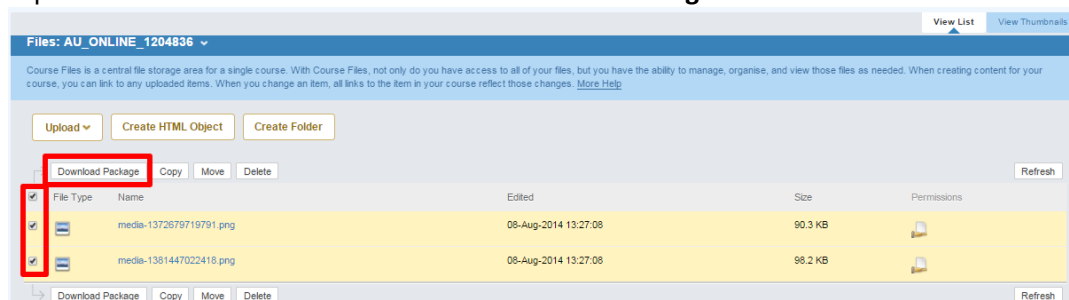 View List View Thumbnails
Files: AU_ONLINE_1204836
Course Files is a central file storage area for a single course. With Course Files, not only do you have access to all of your files, but you have the ability to manage, organise, and view those files as needed. When creating content for your
course, you can link to any uploaded items. When you change an item, all links to the item in your course reflect those changes. More Help
Upload Create HTML Object Create Folder
Download Package Copy Move Delete Refresh
File Type Name Edited Size Permissions
media-1372679719791.png 08-Aug-2014 13:27:08 90.3 KB
media-1381447022418.png 08-Aug-2014 13:27:08 98.2 KB
Download Package Copy Move Delete Refresh